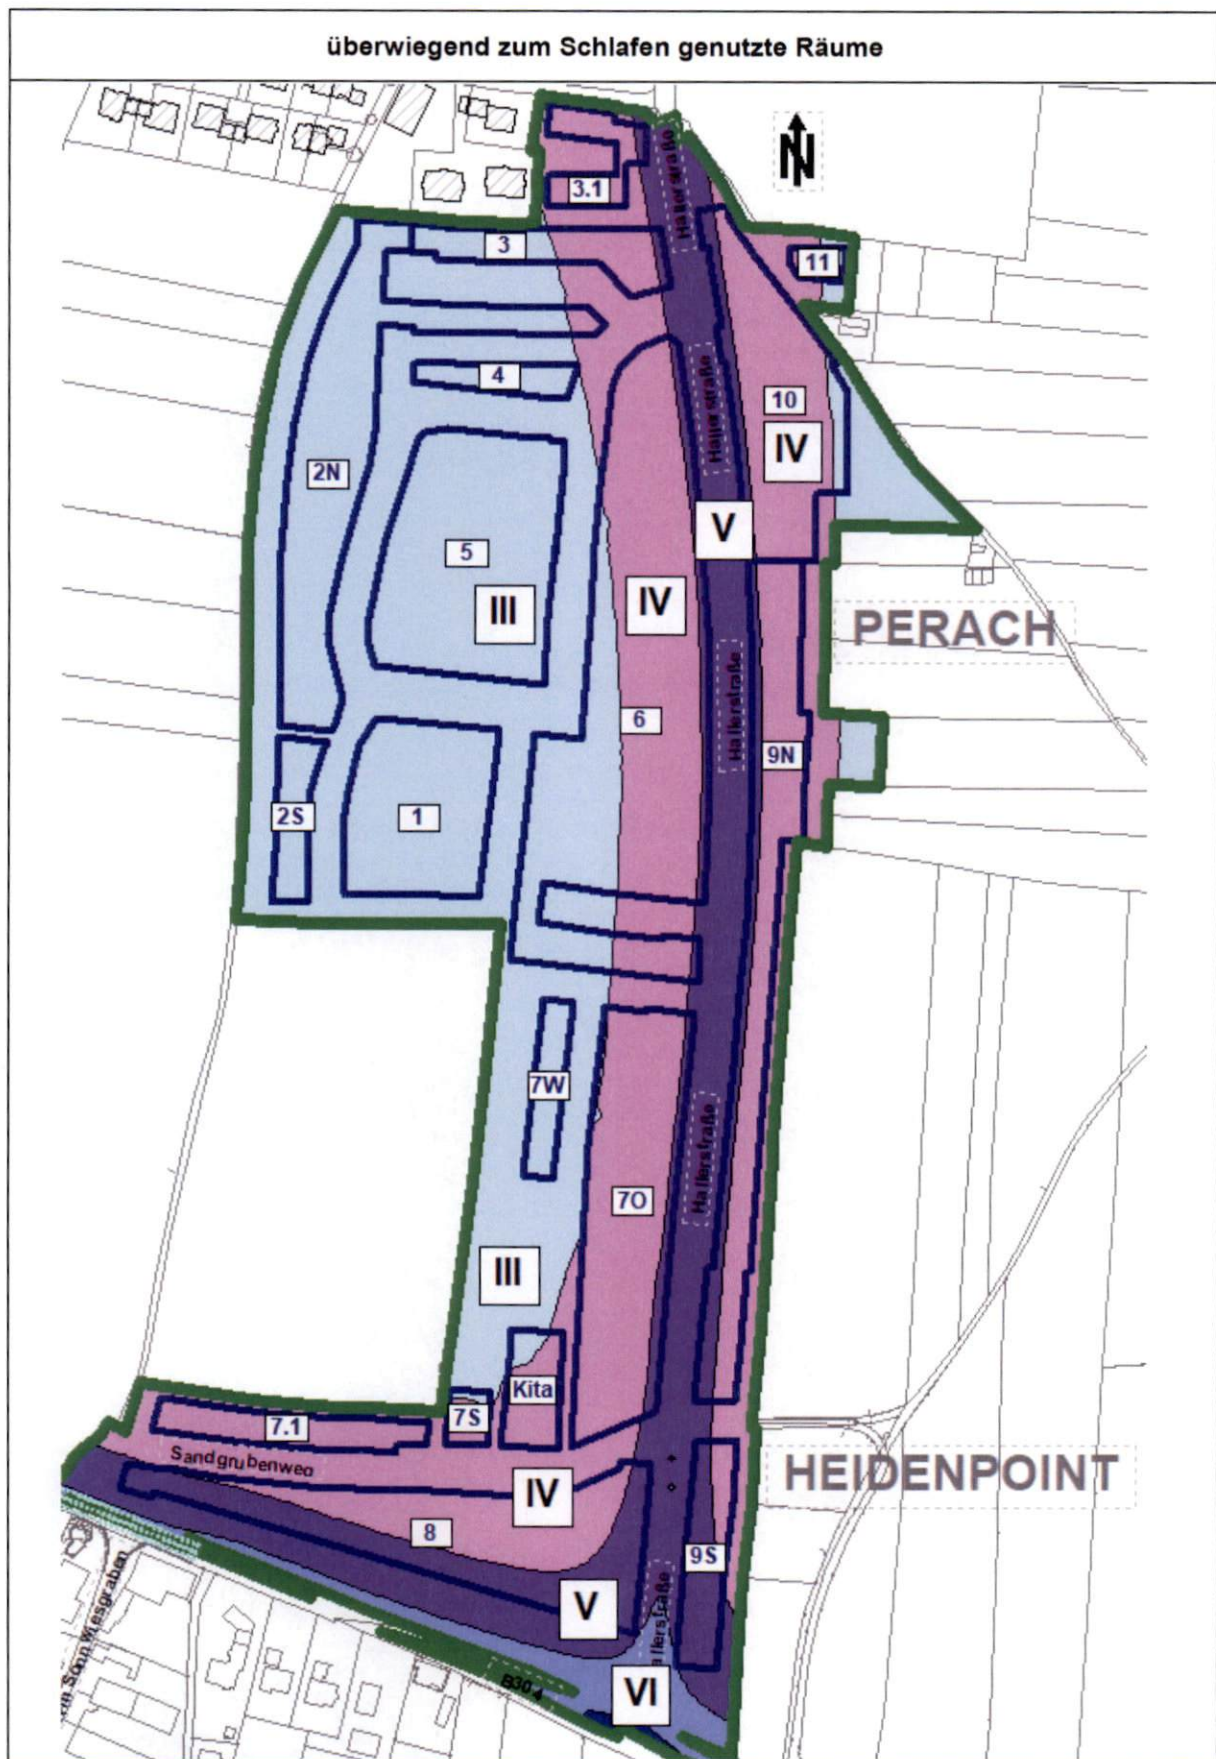 überwiegend zum Schlafen genutzte Räume
N
Hallerstraße
3.1
3
11
4
10
Hallerstraße
IV
2N
V
5
III
IV
PERACH
6
Hallerstraße
9N
2S
1
7W
Hallerstraße
7O
III
Kita
7S
7.1
Sandgrubenweg
HEIDENPOINT
IV
8
9S
V
allerstraße
m Sonnwiesgraben
B304
VI